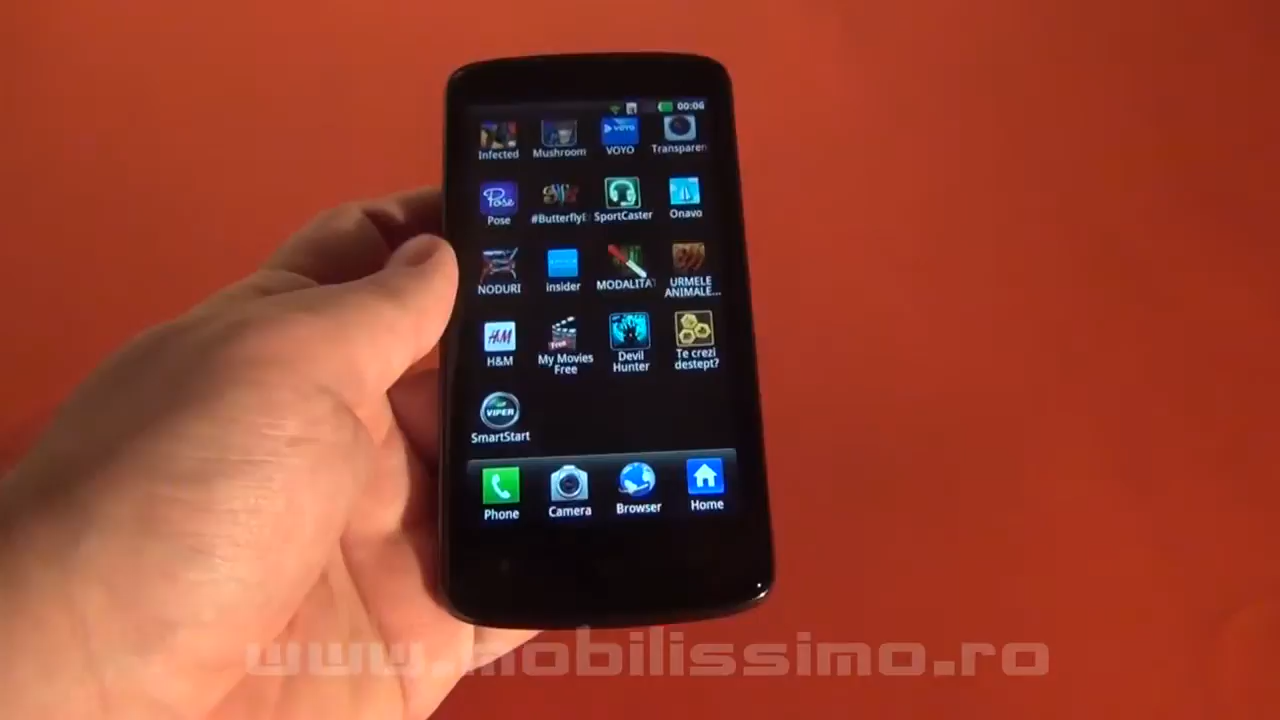 00:06
Infected Mushroom VOYO Transparen
Pose #ButterflyE SportCaster Onavo
NODURI insider MODALITAT URMELE
ANIMALE...
H&M My Movies Devil Te crezi
Free Hunter destept?
VIPER
SmartStart
Phone Camera Browser Home
www.mobilissimo.ro